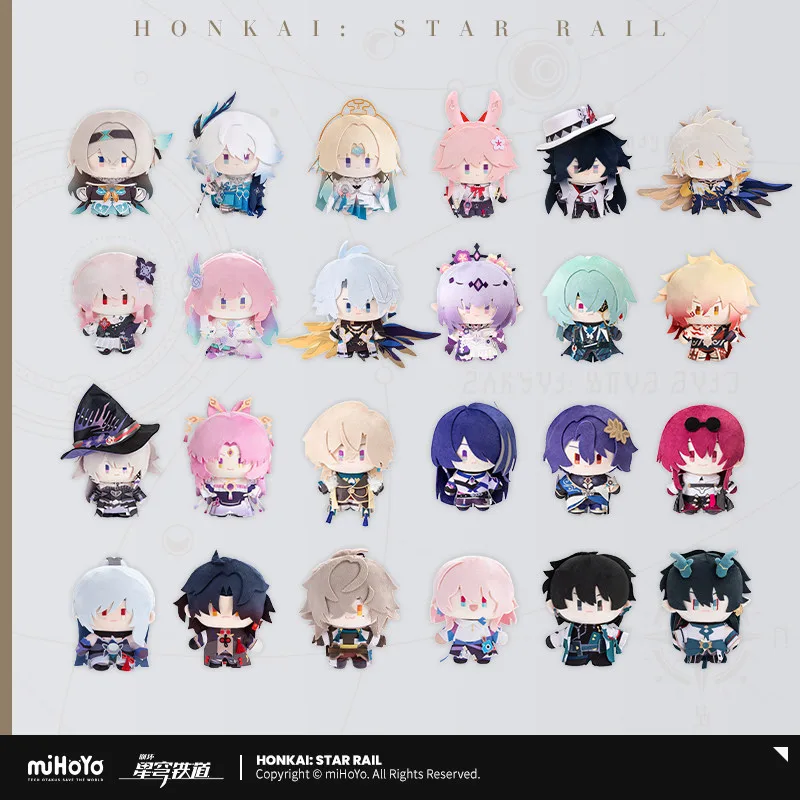 HONKAI: STAR RAIL
miHoYo
TECH OTAKUS SAVE THE WORLD
崩坏
星穹铁道
HONKAI: STAR RAIL
Copyright © miHoYo. All Rights Reserved.